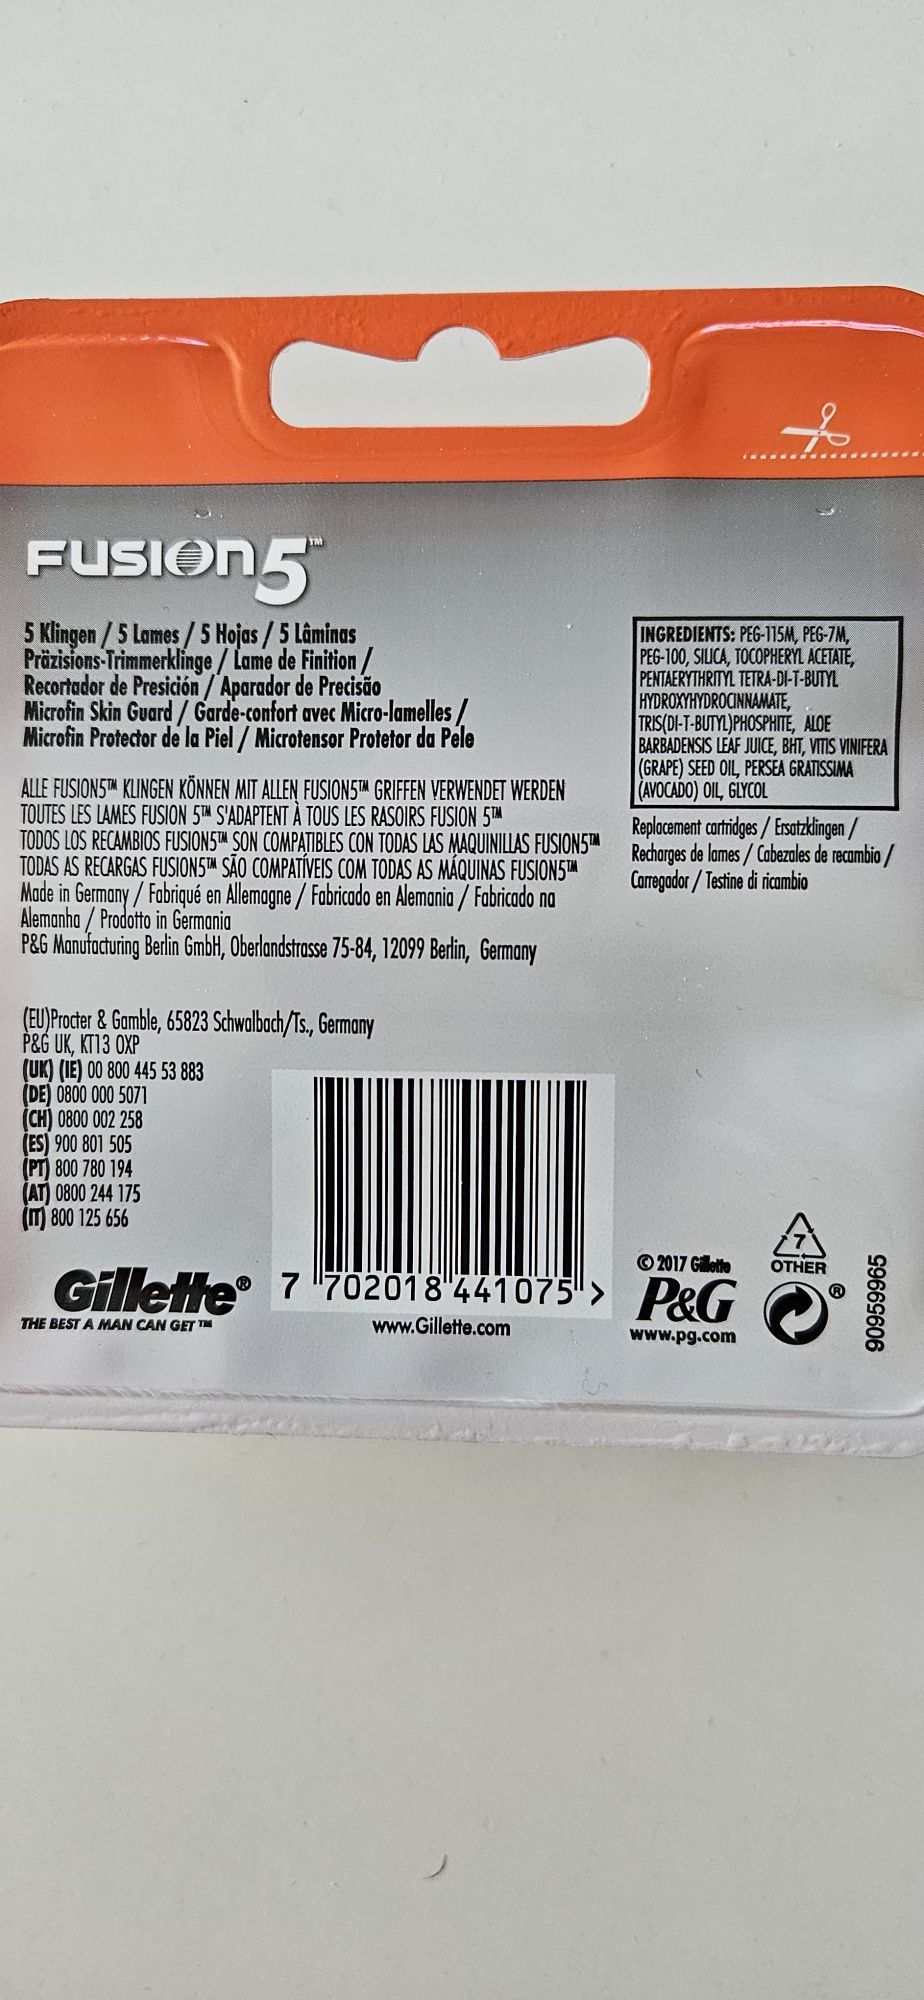 FUSION5™
5 Klingen / 5 Lames / 5 Hojas / 5 Lâminas
Präzisions-Trimmerklinge / Lame de Finition /
Recortador de Presición / Aparador de Precisão
Microfin Skin Guard / Garde-confort avec Micro-lamelles /
Microfin Protector de la Piel / Microtensor Protetor da Pele
ALLE FUSION5™ KLINGEN KÖNNEN MIT ALLEN FUSION5™ GRIFFEN VERWENDET WERDEN
TOUTES LES LAMES FUSION 5™ S'ADAPTENT À TOUS LES RASOIRS FUSION 5™
TODOS LOS RECAMBIOS FUSION5™ SON COMPATIBLES CON TODAS LAS MAQUINILLAS FUSION5™
TODAS AS RECARGAS FUSION5™ SÃO COMPATÍVEIS COM TODAS AS MÁQUINAS FUSION5™
Made in Germany / Fabriqué en Allemagne / Fabricado en Alemania / Fabricado na
Alemanha / Prodotto in Germania
P&G Manufacturing Berlin GmbH, Oberlandstrasse 75-84, 12099 Berlin, Germany
INGREDIENTS: PEG-115M, PEG-7M,
PEG-100, SILICA, TOCOPHERYL ACETATE,
PENTAERYTHRITYL TETRA-DI-T-BUTYL
HYDROXYHYDROCINNAMATE,
TRIS(DI-T-BUTYL)PHOSPHITE, ALOE
BARBADENSIS LEAF JUICE, BHT, VITIS VINIFERA
(GRAPE) SEED OIL, PERSEA GRATISSIMA
(AVOCADO) OIL, GLYCOL
Replacement cartridges / Ersatzklingen /
Recharges de lames / Cabezales de recambio /
Carregador / Testine di ricambio
(EU)Procter & Gamble, 65823 Schwalbach/Ts., Germany
P&G UK, KT13 0XP
(UK) (IE) 00 800 445 53 883
(DE) 0800 000 5071
(CH) 0800 002 258
(ES) 900 801 505
(PT) 800 780 194
(AT) 0800 244 175
(IT) 800 125 656
Gillette®
THE BEST A MAN CAN GET™
7 702018 441075 >
www.Gillette.com
© 2017 Gillette
P&G
www.pg.com
7
OTHER
®
90959965